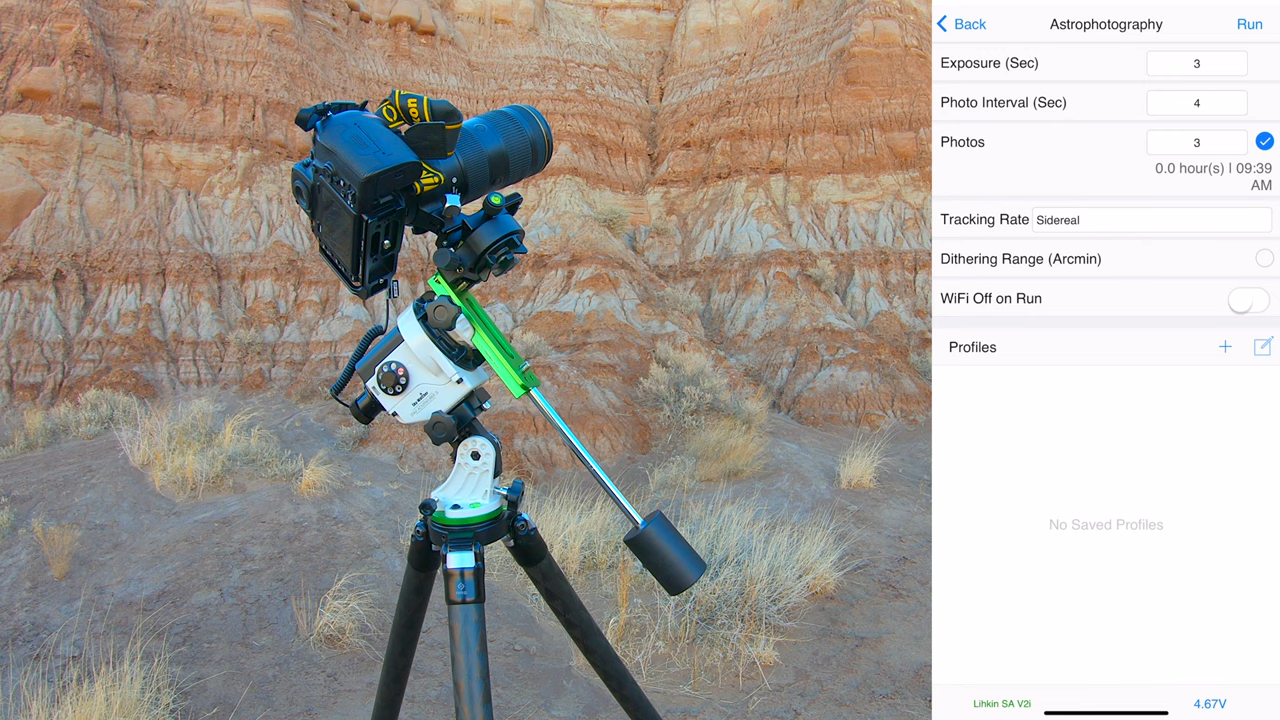 Back
Astrophotography
Run
Exposure (Sec)
3
Photo Interval (Sec)
4
Photos
3
0.0 hour(s) I 09:39
AM
Tracking Rate
Sidereal
Dithering Range (Arcmin)
WiFi Off on Run
Profiles
No Saved Profiles
Lihkin SA V2i
4.67V